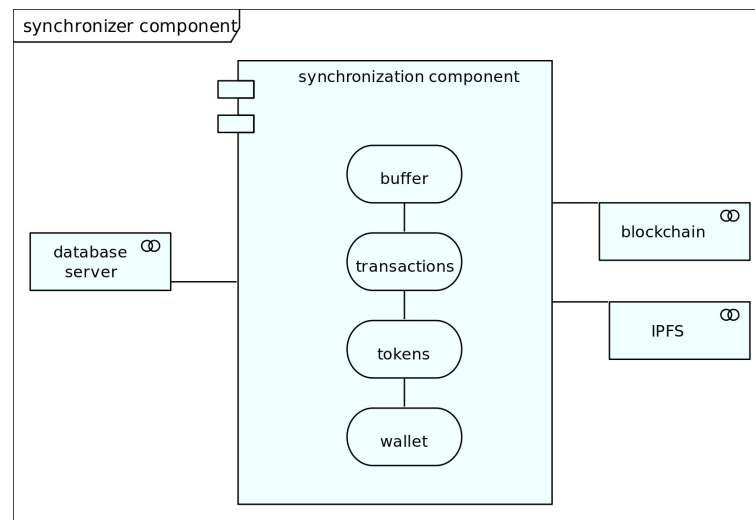 synchronizer component
synchronization component
buffer
transactions
tokens
wallet
database
server
blockchain
IPFS